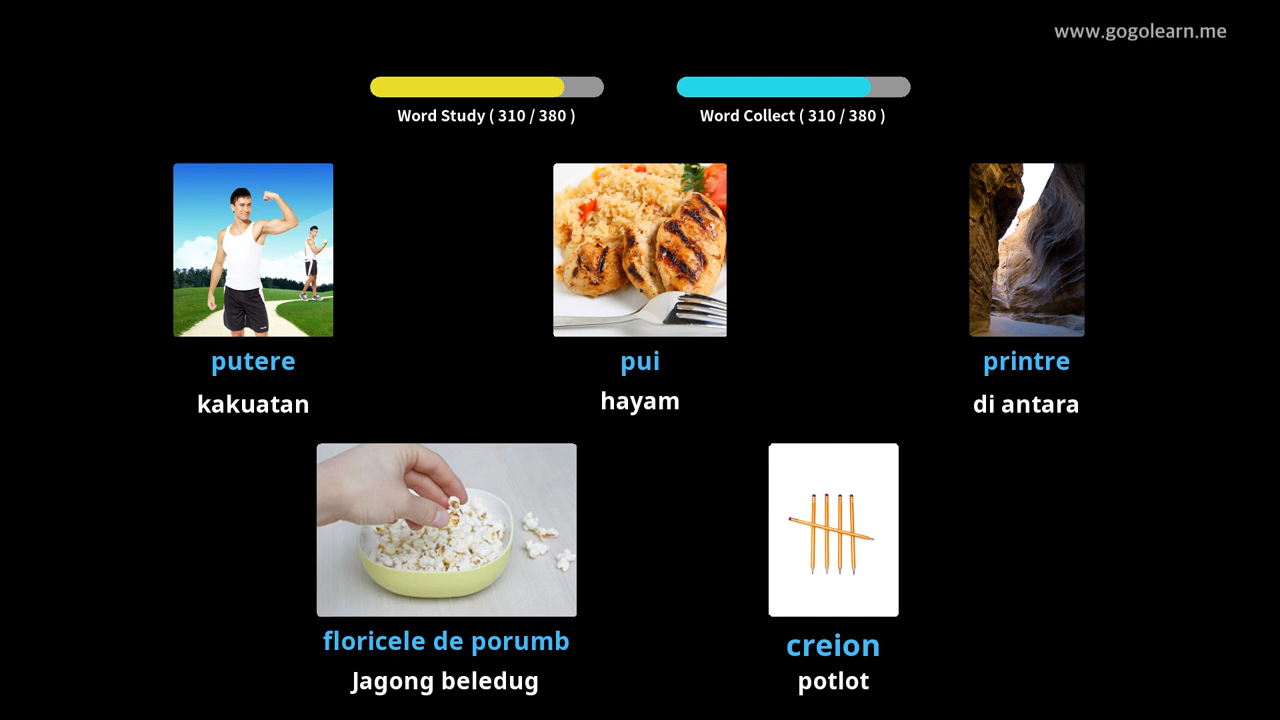 www.gogolearn.me
Word Study ( 310 / 380 )
Word Collect ( 310 / 380 )
putere
kakuatan
pui
hayam
printre
di antara
floricele de porumb
Jagong beledug
creion
potlot